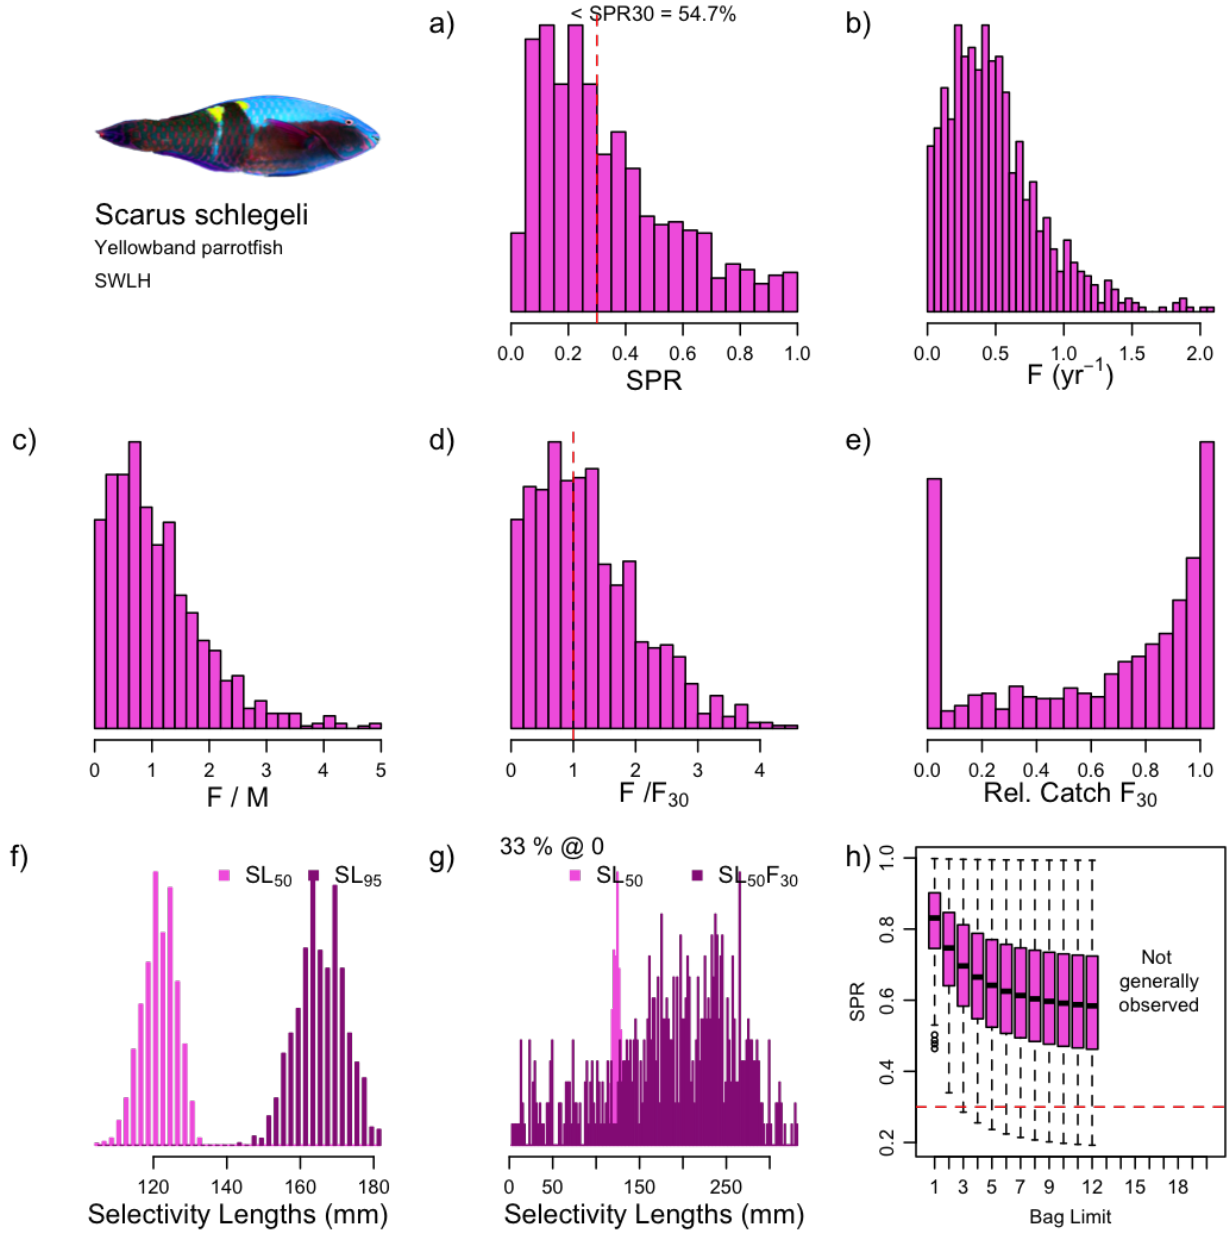 a)
< SPR30 = 54.7%
0.0 0.2 0.4 0.6 0.8 1.0
SPR
b)
0.0 0.5 1.0 1.5 2.0
F (yr⁻¹)
Scarus schlegeli
Yellowband parrotfish
SWLH
c)
0 1 2 3 4 5
F / M
d)
0 1 2 3 4
F /F₃₀
e)
0.0 0.2 0.4 0.6 0.8 1.0
Rel. Catch F₃₀
f)
SL₅₀ SL₉₅
120 140 160 180
Selectivity Lengths (mm)
g)
33 % @ 0
SL₅₀ SL₅₀F₃₀
0 50 150 250
Selectivity Lengths (mm)
h)
1.0
0.8
0.6
0.4
0.2
SPR
Not
generally
observed
1 3 5 7 9 12 15 18
Bag Limit